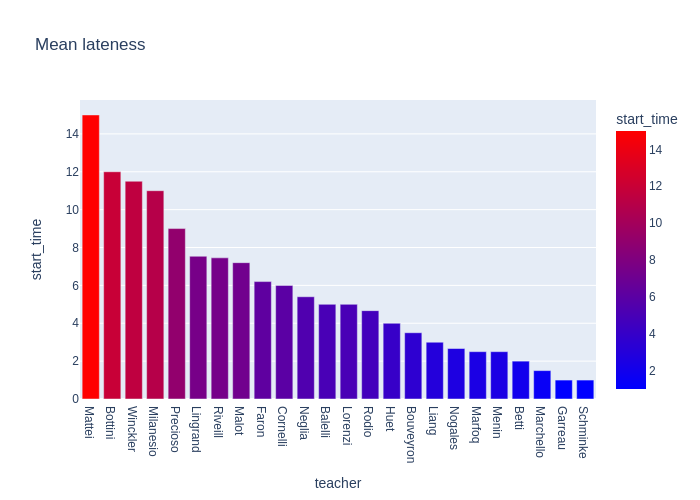 Mean lateness
start_time
14
12
10
8
6
4
2
0
Mattei
Bottini
Winckler
Milanesio
Precioso
Lingrand
Riveill
Malot
Faron
Cornelli
Neglia
Balelli
Lorenzi
Rodio
Huet
Bouveyron
Liang
Nogales
Marfoq
Menin
Betti
Marchello
Garreau
Schminke
teacher
start_time
14
12
10
8
6
4
2